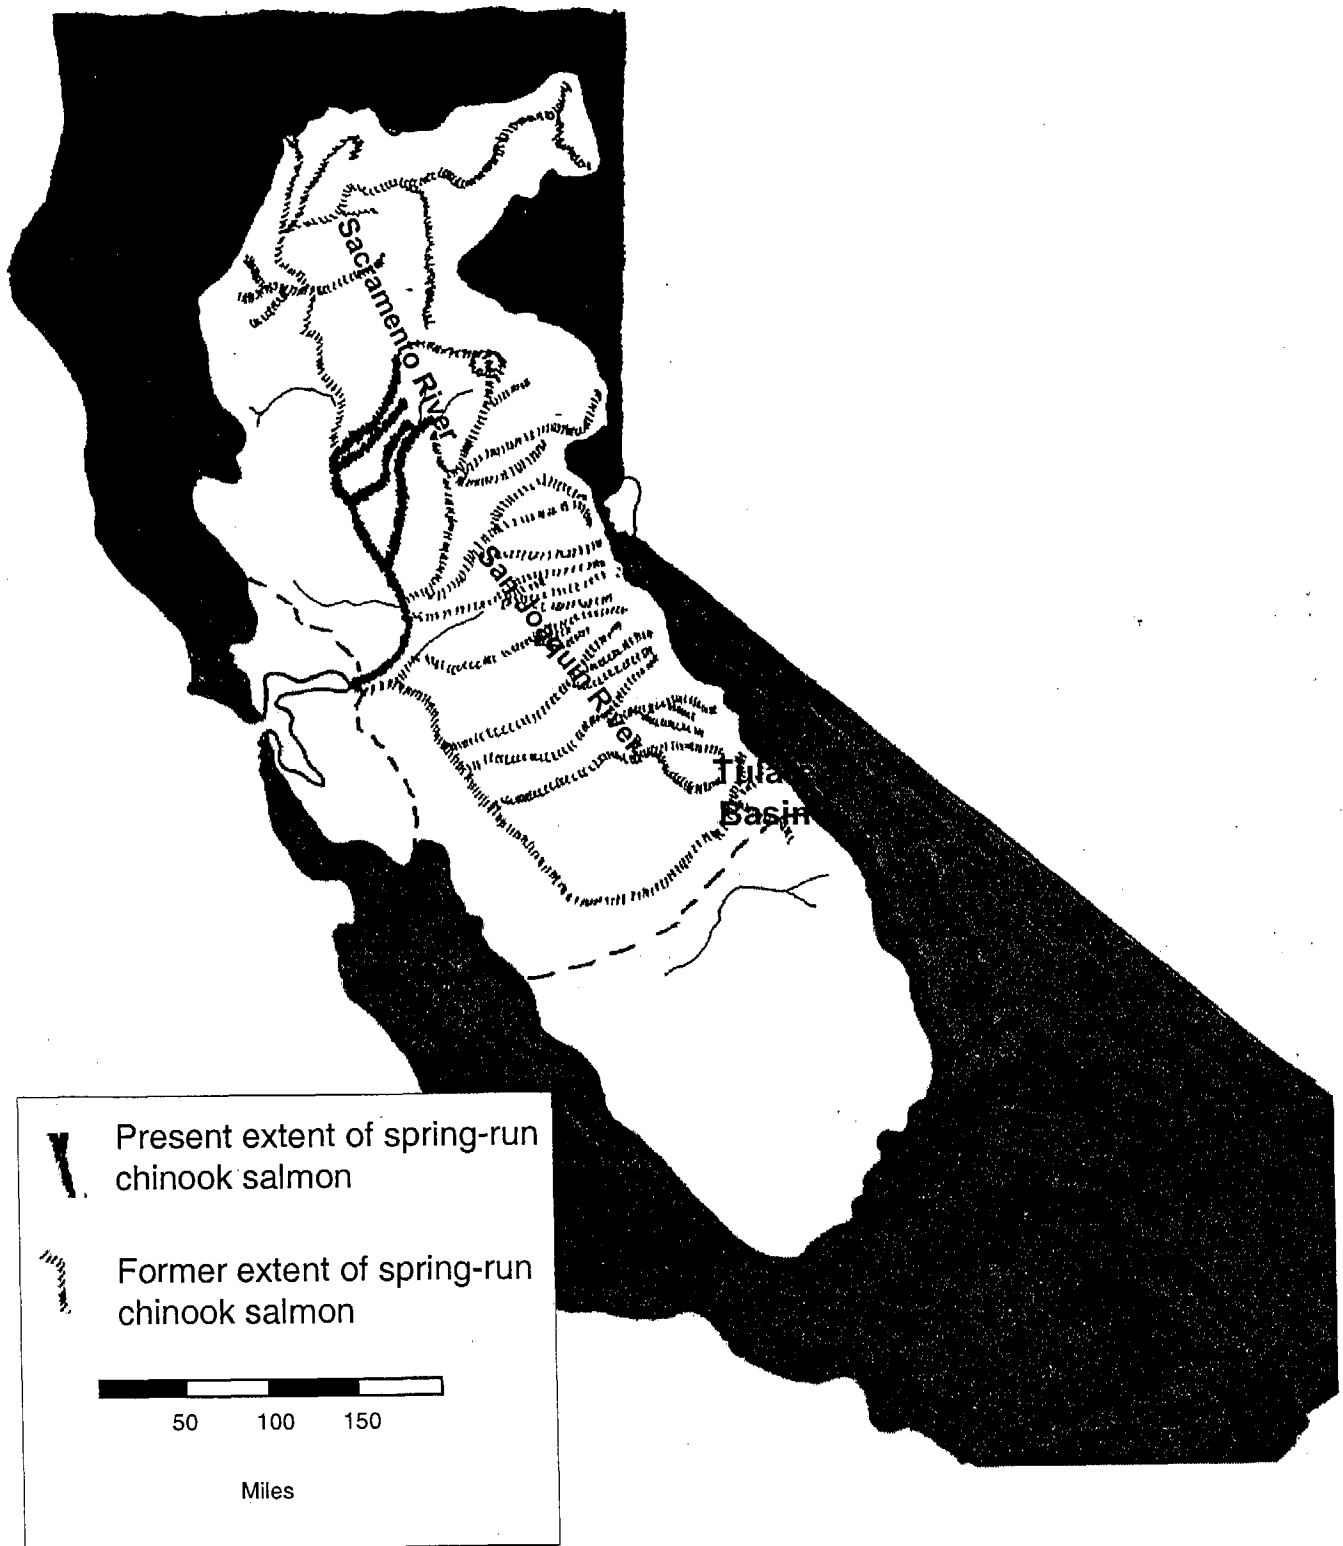 Sacramento River
San Joaquin River
Basin
Present extent of spring-run
chinook salmon
Former extent of spring-run
chinook salmon
50 100 150
Miles